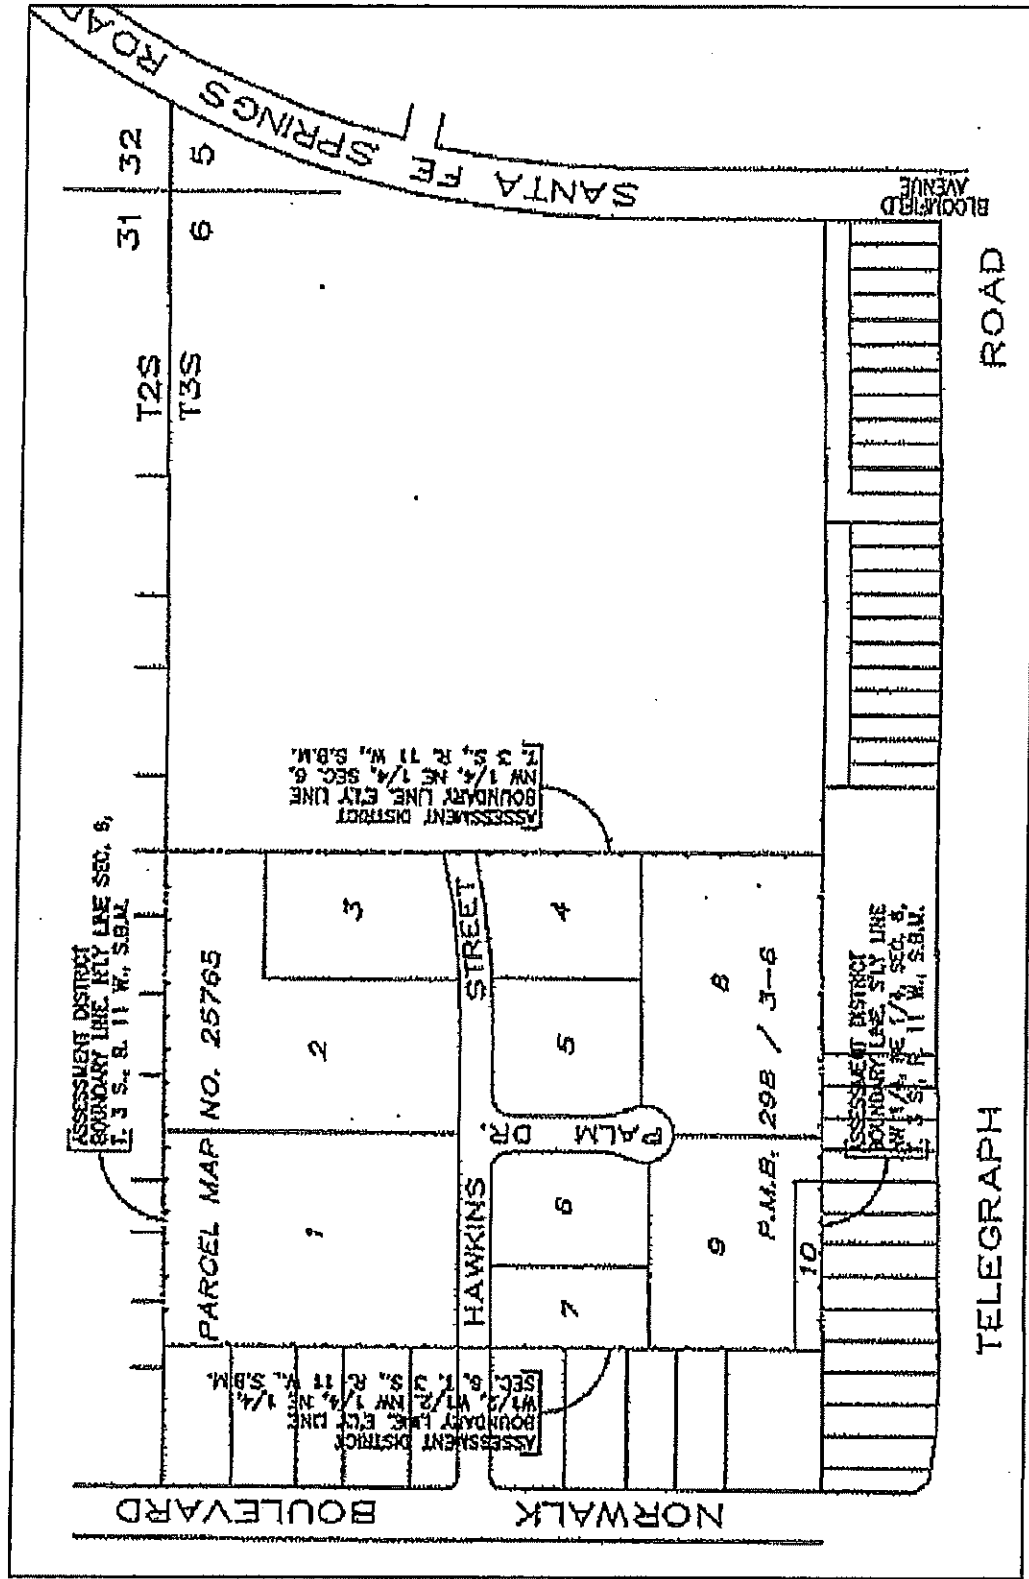 ASSESSMENT DISTRICT
BOUNDARY LINE, N'LY LINE SEC. 6,
T. 3 S., R. 11 W., S.B.M.
T2S
T3S
31
32
6
5
SANTA FE SPRINGS ROAD
PARCEL MAP NO. 25765
1
2
3
ASSESSMENT DISTRICT
BOUNDARY LINE, E'LY LINE
NW 1/4, NE 1/4, SEC. 6,
T. 3 S., R. 11 W., S.B.M.
BOULEVARD
NORWALK
HAWKINS
STREET
PALM
DR.
4
5
6
7
8
9
10
P.M.B. 298 / 3-6
ASSESSMENT DISTRICT
BOUNDARY LINE, E'LY LINE
W1/2, W1/2, NW 1/4, N 1/4,
SEC. 6, T. 3 S., R. 11 W., S.B.M.
ASSESSMENT DISTRICT
BOUNDARY LINE, S'LY LINE
NW 1/4, NE 1/4, SEC. 6,
T. 3 S., R. 11 W., S.B.M.
BLOOMFIELD
AVENUE
TELEGRAPH
ROAD